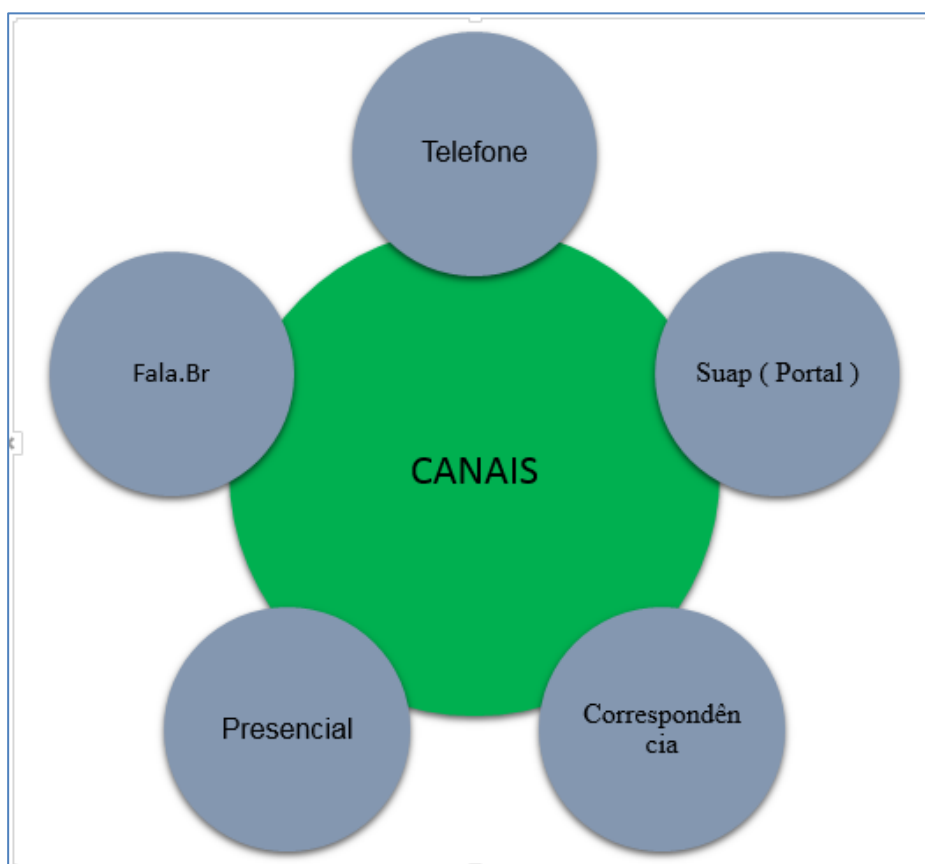 Telefone
Fala.Br
Suap ( Portal )
CANAIS
Presencial
Correspondên
cia